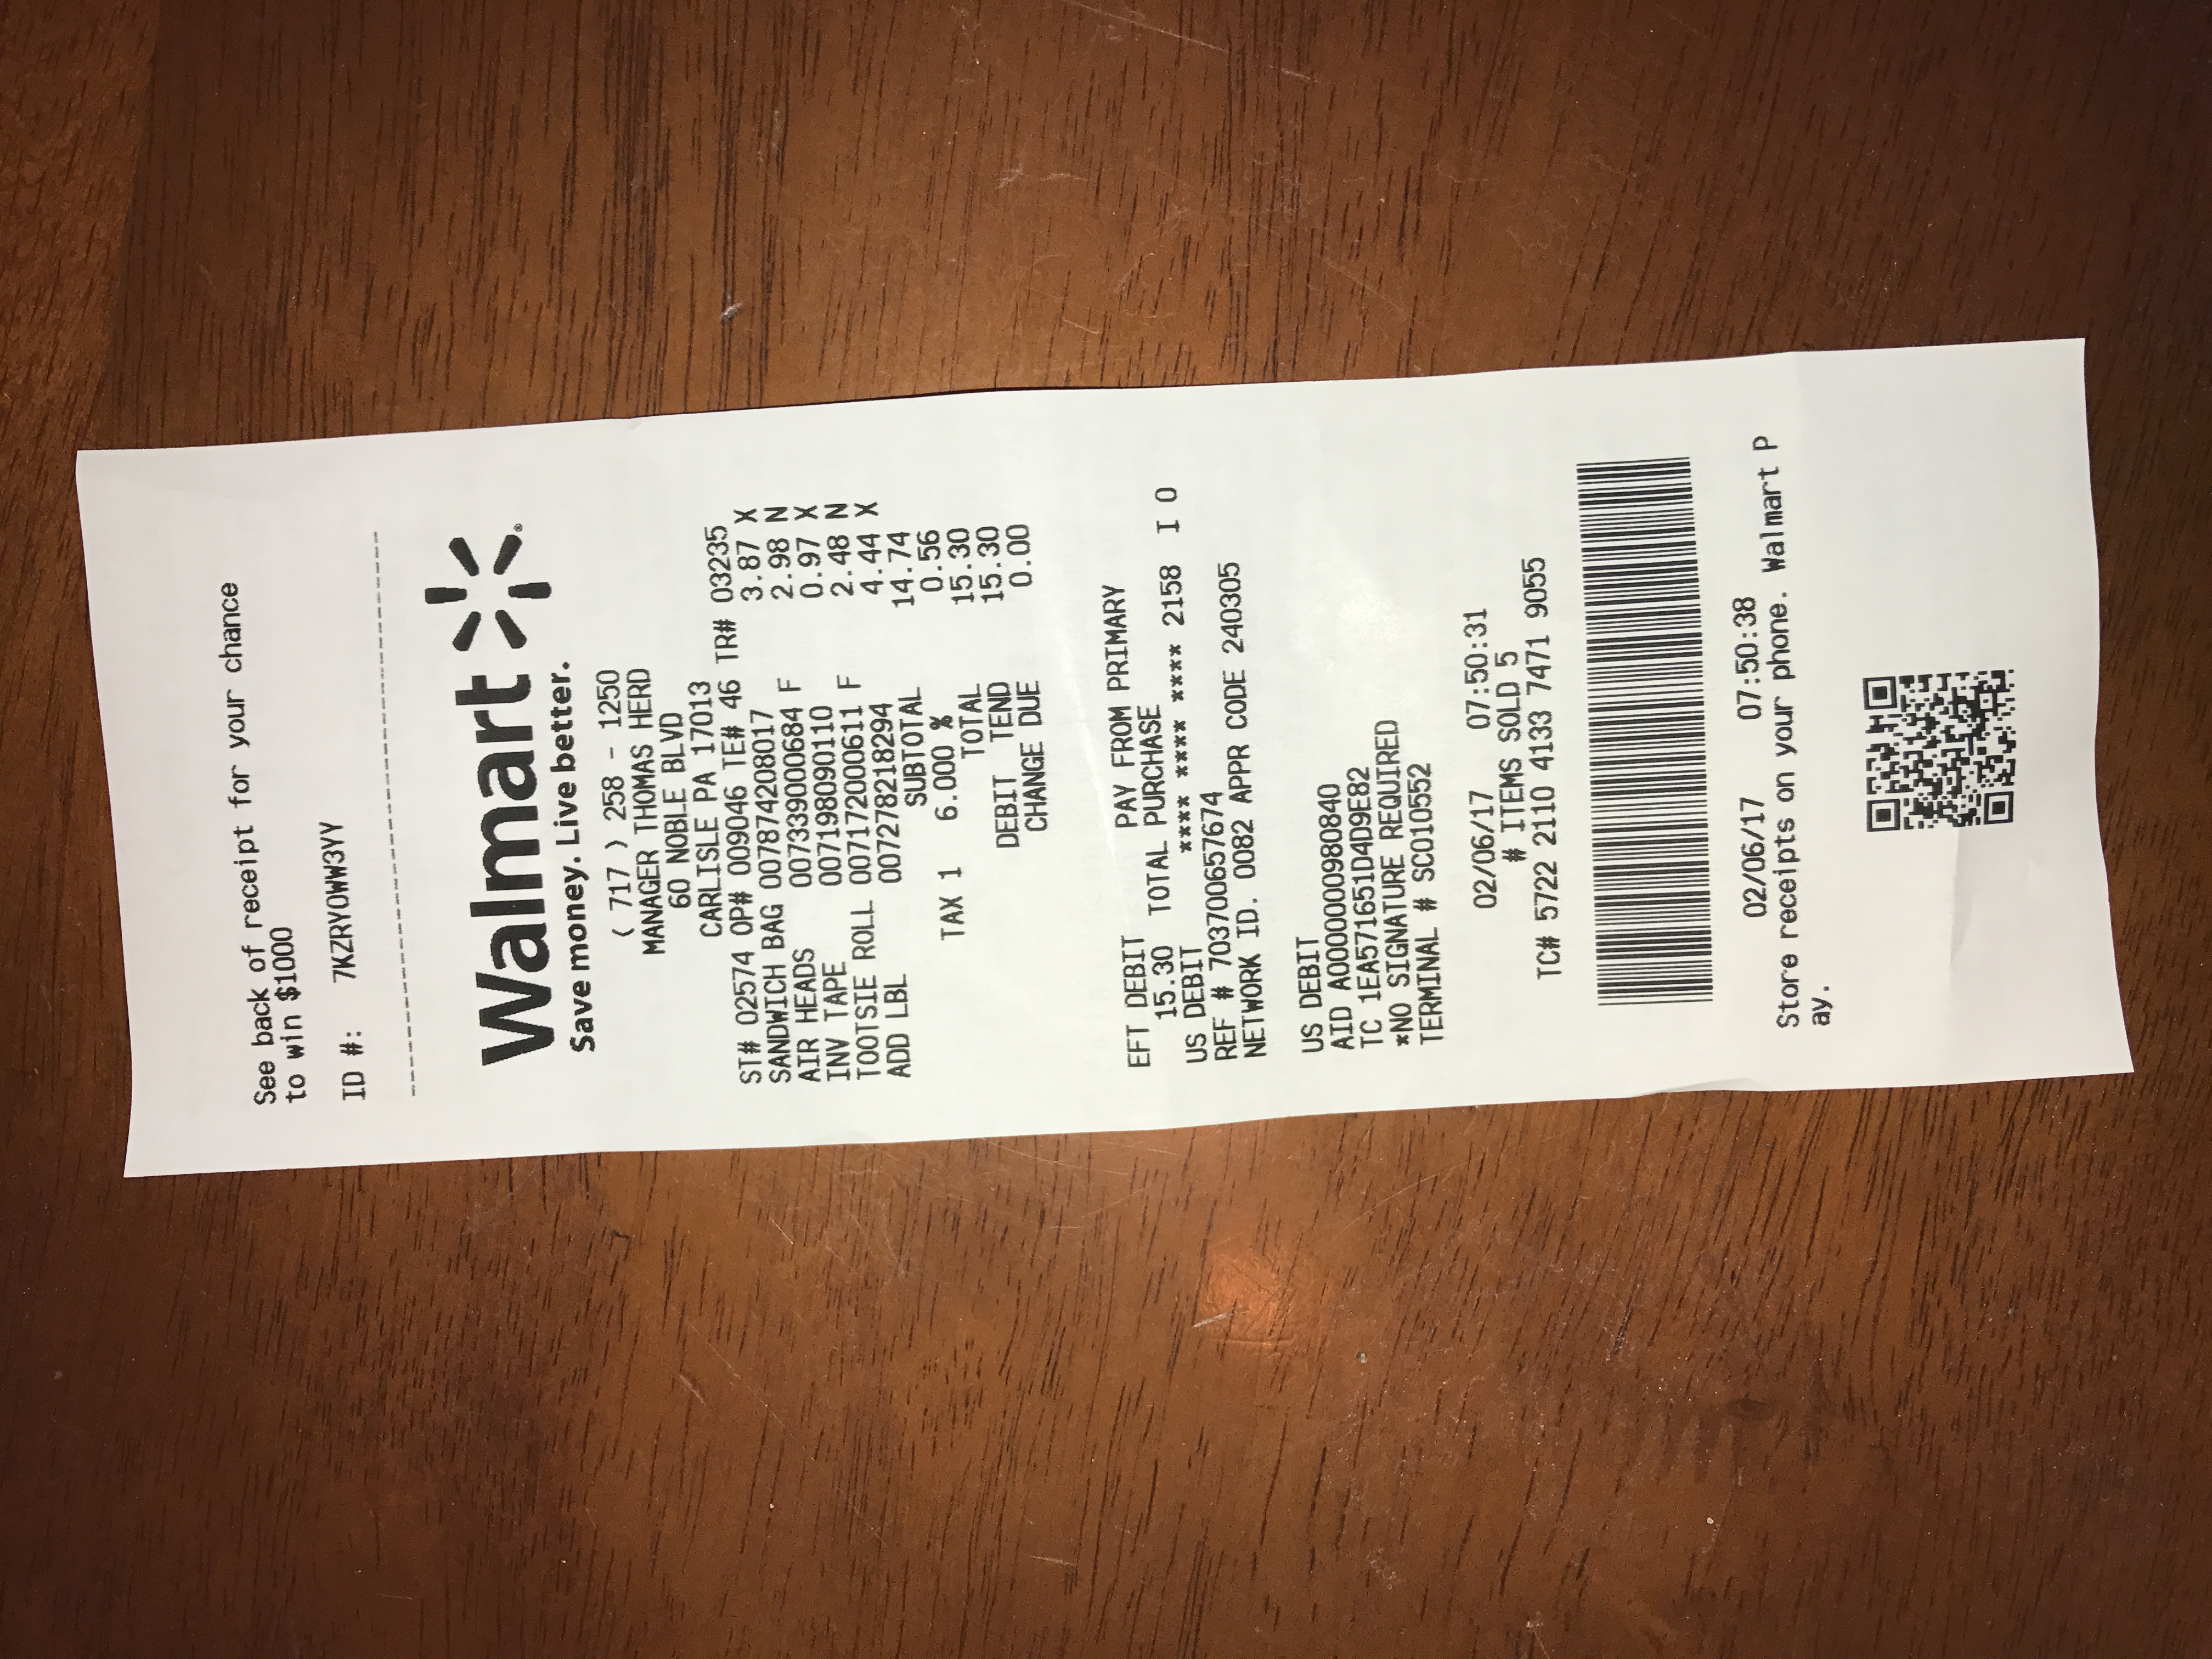 See back of receipt for your chance
to win $1000
ID #: 7KZRYOWW3YY
Walmart
Save money. Live better.
( 717 ) 258 - 1250
MANAGER THOMAS HERD
60 NOBLE BLVD
CARLISLE PA 17013
ST# 02574 OP# 009046 TE# 46 TR# 03235
SANDWICH BAG 007874208017 3.87 X
AIR HEADS 007339000684 F 2.98 N
INV TAPE 007198090110 0.97 X
TOOTSIE ROLL 007172000611 F 2.48 N
ADD LBL 007278218294 4.44 X
SUBTOTAL 14.74
TAX 1 6.000 % 0.56
TOTAL 15.30
DEBIT TEND 15.30
CHANGE DUE 0.00
EFT DEBIT PAY FROM PRIMARY
15.30 TOTAL PURCHASE
US DEBIT **** **** **** 2158 I 0
REF # 703700657674
NETWORK ID. 0082 APPR CODE 240305
US DEBIT
AID A0000000980840
TC 1EA571651D4D9E82
*NO SIGNATURE REQUIRED
TERMINAL # SC010552
02/06/17 07:50:31
# ITEMS SOLD 5
TC# 5722 2110 4133 7471 9055
02/06/17 07:50:38
Store receipts on your phone. Walmart P
ay.